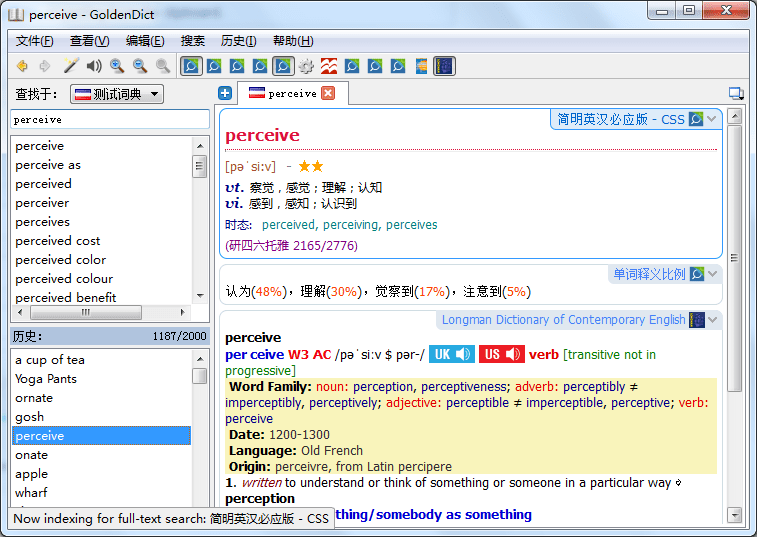 perceive - GoldenDict
文件(F) 查看(V) 编辑(E) 搜索 历史(I) 帮助(H)
查找于： 测试词典
perceive
perceive
perceive
perceive as
perceived
perceiver
perceives
perceived cost
perceived color
perceived colour
perceived benefit
历史： 1187/2000
a cup of tea
Yoga Pants
ornate
gosh
perceive
onate
apple
wharf
Now indexing for full-text search: 简明英汉必应版 - CSS
简明英汉必应版 - CSS
perceive
[pəˈsiːv] - ★★
vt. 察觉，感觉；理解；认知
vi. 感到，感知；认识到
时态: perceived, perceiving, perceives
(研四六托雅 2165/2776)
单词释义比例
认为(48%)，理解(30%)，觉察到(17%)，注意到(5%)
Longman Dictionary of Contemporary English
perceive
per ceive W3 AC /pəˈsiːv $ pər-/ UK US verb [transitive not in
progressive]
Word Family: noun: perception, perceptiveness; adverb: perceptibly ≠
imperceptibly, perceptively; adjective: perceptible ≠ imperceptible, perceptive; verb:
perceive
Date: 1200-1300
Language: Old French
Origin: perceivre, from Latin percipere
1. written to understand or think of something or someone in a particular way
perception
thing/somebody as something